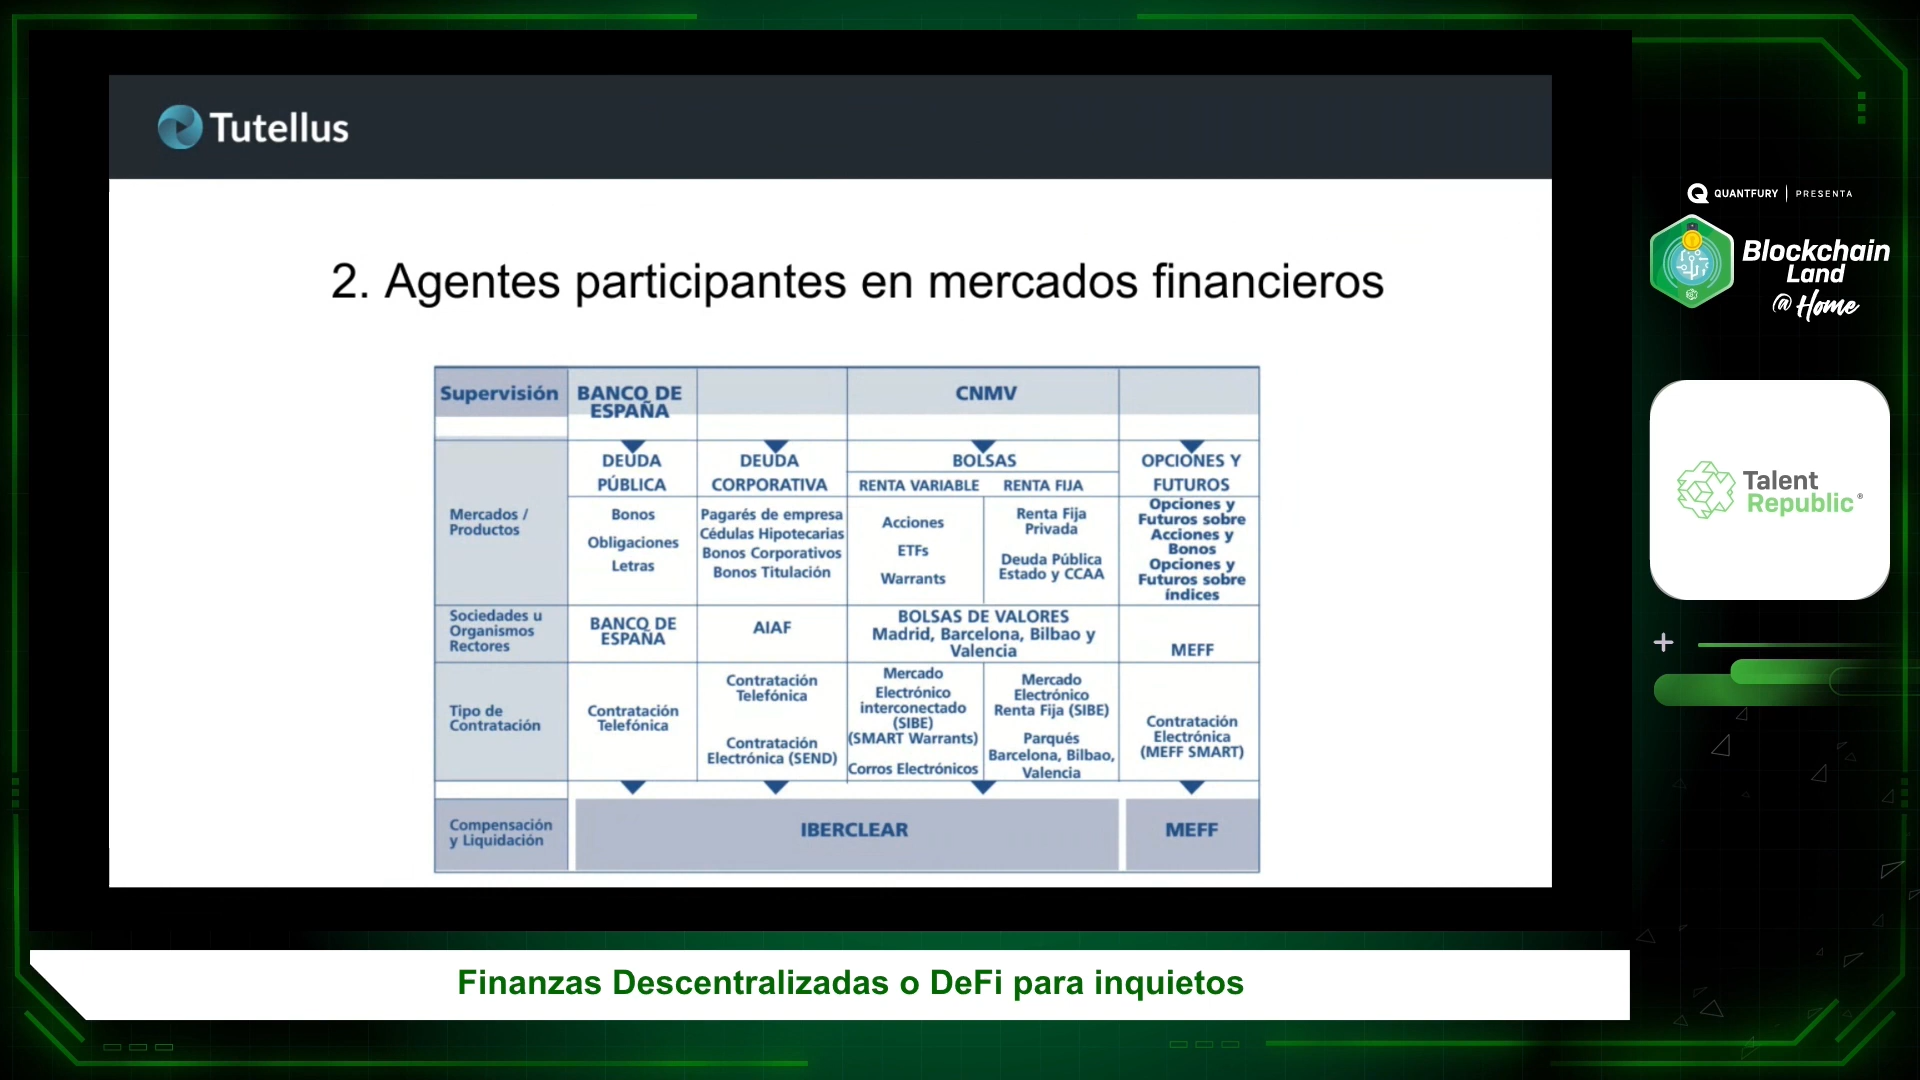 Tutellus
2. Agentes participantes en mercados financieros
Supervisión
BANCO DE
ESPAÑA
CNMV
Mercados /
Productos
DEUDA
PÚBLICA
DEUDA
CORPORATIVA
BOLSAS
RENTA VARIABLE
RENTA FIJA
OPCIONES Y
FUTUROS
Bonos
Obligaciones
Letras
Pagarés de empresa
Cédulas Hipotecarias
Bonos Corporativos
Bonos Titulación
Acciones
ETFs
Warrants
Renta Fija
Privada
Deuda Pública
Estado y CCAA
Opciones y
Futuros sobre
Acciones y
Bonos
Opciones y
Futuros sobre
índices
Sociedades u
Organismos
Rectores
BANCO DE
ESPAÑA
AIAF
BOLSAS DE VALORES
Madrid, Barcelona, Bilbao y
Valencia
MEFF
Tipo de
Contratación
Contratación
Telefónica
Contratación
Telefónica
Contratación
Electrónica (SEND)
Mercado
Electrónico
interconectado
(SIBE)
(SMART Warrants)
Corros Electrónicos
Mercado
Electrónico
Renta Fija (SIBE)
Parqués
Barcelona, Bilbao,
Valencia
Contratación
Electrónica
(MEFF SMART)
Compensación
y Liquidación
IBERCLEAR
MEFF
QUANTFURY | PRESENTA
Blockchain
Land
@Home
Talent
Republic®
Finanzas Descentralizadas o DeFi para inquietos